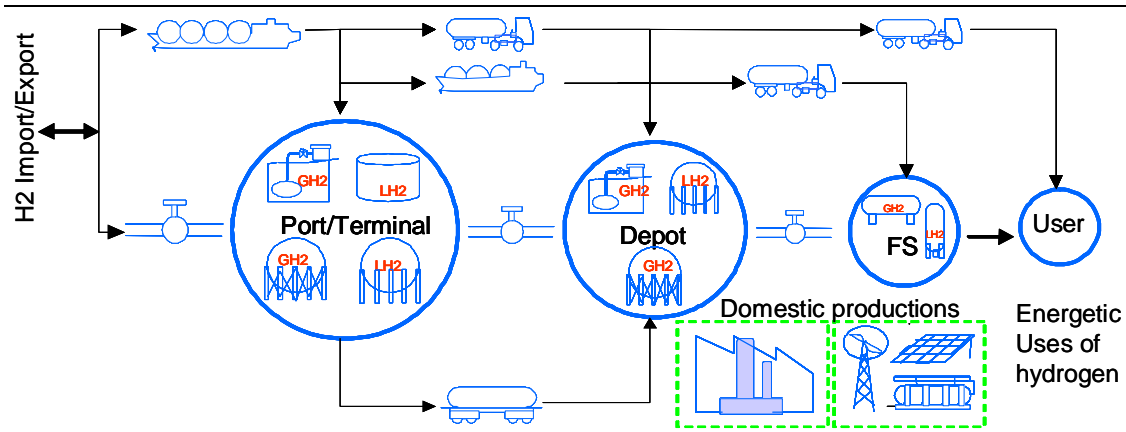 H2 Import/Export
GH2
LH2
Port/Terminal
GH2
LH2
GH2
LH2
Depot
GH2
GH2
LH2
FS
User
Domestic productions
Energetic
Uses of
hydrogen